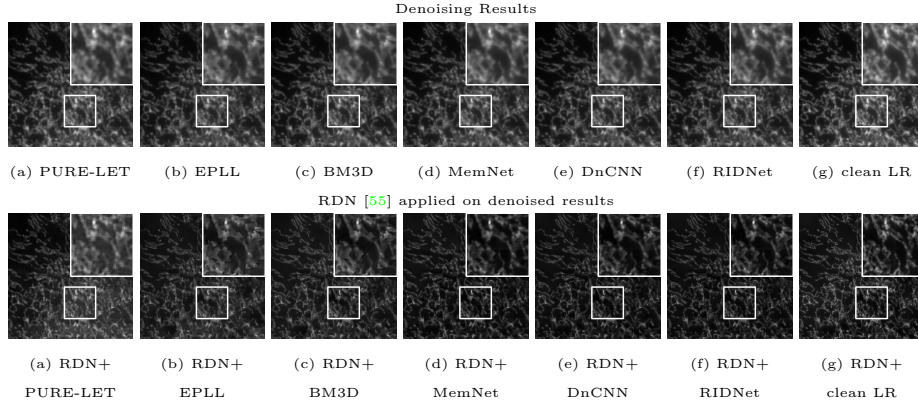 Denoising Results
(a) PURE-LET (b) EPLL (c) BM3D (d) MemNet (e) DnCNN (f) RIDNet (g) clean LR
RDN [55] applied on denoised results
(a) RDN+ (b) RDN+ (c) RDN+ (d) RDN+ (e) RDN+ (f) RDN+ (g) RDN+
PURE-LET EPLL BM3D MemNet DnCNN RIDNet clean LR